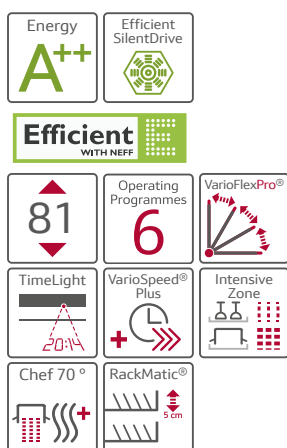 Energy
A++
Efficient
SilentDrive
Efficient E
WITH NEFF
81
Operating
Programmes
6
VarioFlexPro®
TimeLight
20:14
VarioSpeed®
Plus
Intensive
Zone
Chef 70 °
RackMatic®
5 cm